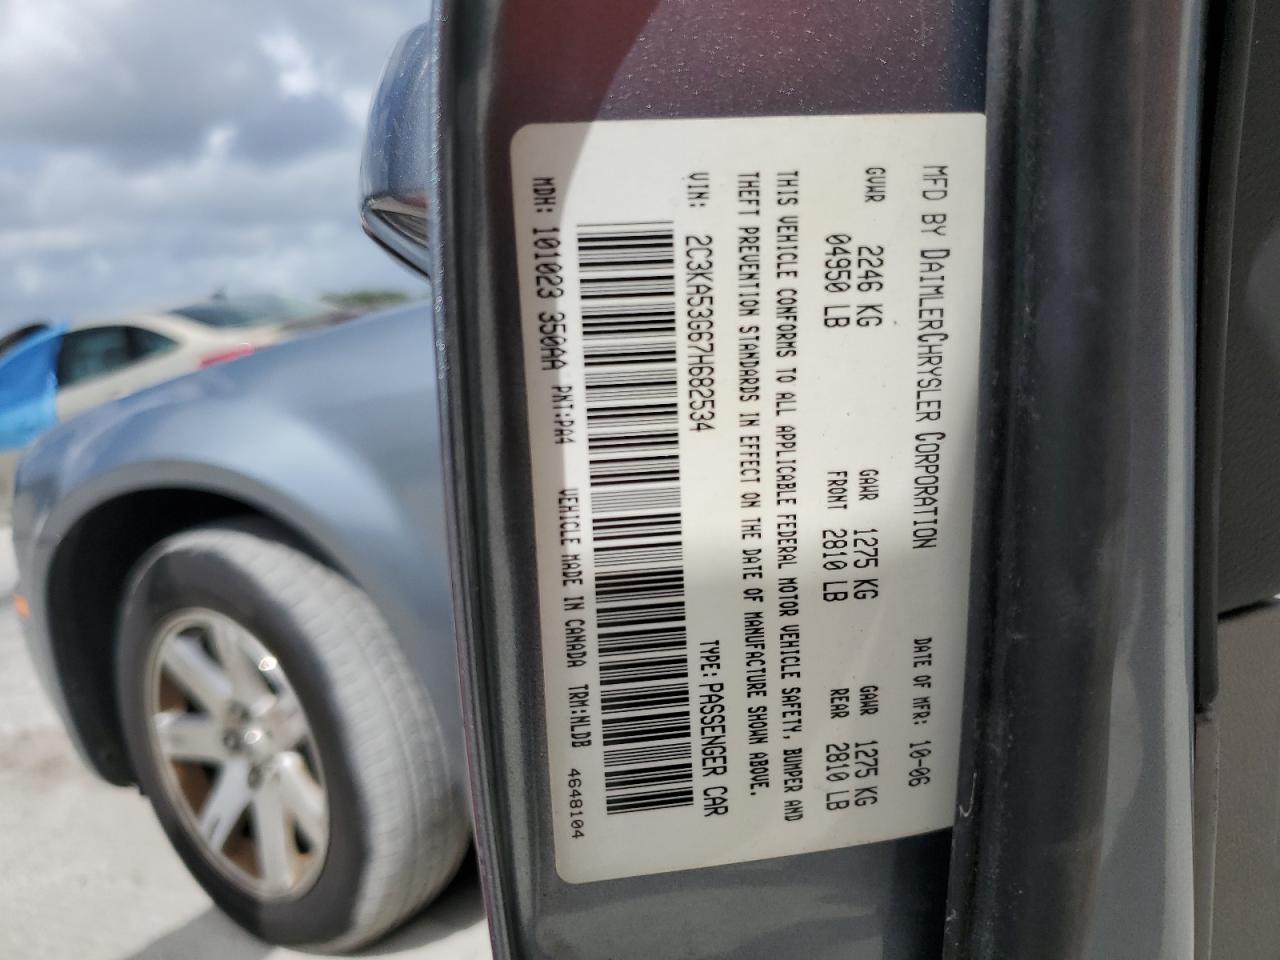 MFD BY DAIMLERCHRYSLER CORPORATION DATE OF MFR: 10-06
GVWR 2246 KG GAWR 1275 KG GAWR 1275 KG
04950 LB FRONT 2810 LB REAR 2810 LB
THIS VEHICLE CONFORMS TO ALL APPLICABLE FEDERAL MOTOR VEHICLE SAFETY, BUMPER AND
THEFT PREVENTION STANDARDS IN EFFECT ON THE DATE OF MANUFACTURE SHOWN ABOVE.
VIN: 2C3KA53G67H682534 TYPE: PASSENGER CAR
MDH: 101023 350AA PNT:PA4 VEHICLE MADE IN CANADA TRM:NLDB 4648104